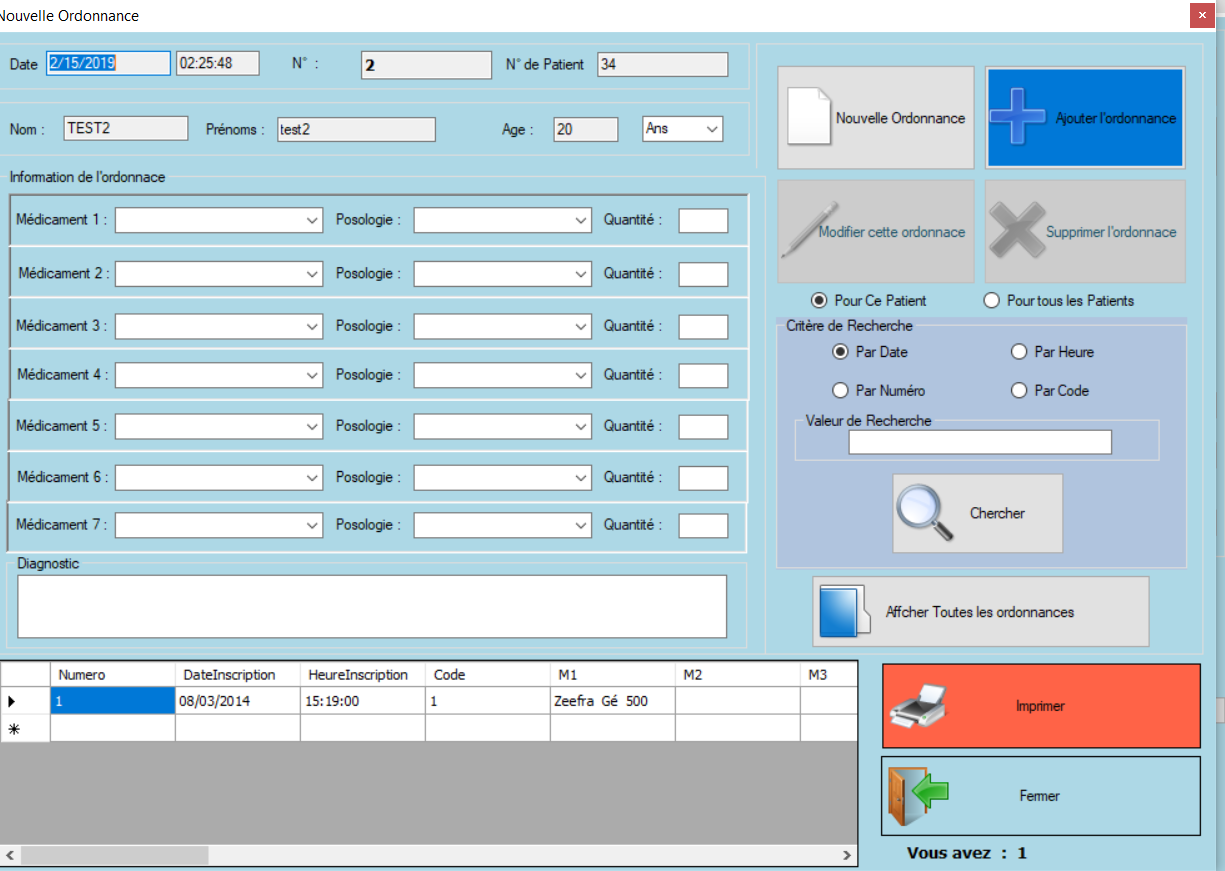 Nouvelle Ordonnance
Date 2/15/2019 02:25:48 N° : 2 N° de Patient 34
Nom : TEST2 Prénoms : test2 Age : 20 Ans
Information de l'ordonnace
Médicament 1 : Posologie : Quantité :
Médicament 2 : Posologie : Quantité :
Médicament 3 : Posologie : Quantité :
Médicament 4 : Posologie : Quantité :
Médicament 5 : Posologie : Quantité :
Médicament 6 : Posologie : Quantité :
Médicament 7 : Posologie : Quantité :
Diagnostic
Nouvelle Ordonnance Ajouter l'ordonnance
Modifier cette ordonnace Supprimer l'ordonnace
Pour Ce Patient Pour tous les Patients
Critère de Recherche
Par Date Par Heure
Par Numéro Par Code
Valeur de Recherche
Chercher
Affcher Toutes les ordonnances
Numero DateInscription HeureInscription Code M1 M2 M3
1 08/03/2014 15:19:00 1 Zeefra Gé 500
Imprimer
Fermer
Vous avez : 1